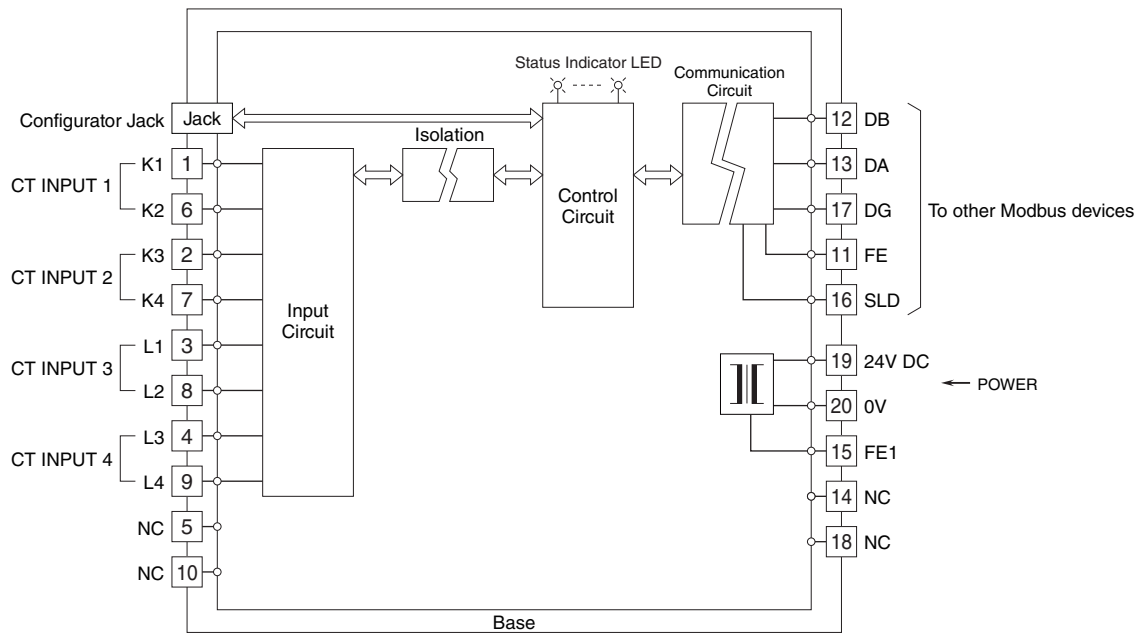 Status Indicator LED
Communication
Circuit
Configurator Jack
Jack
Isolation
Control
Circuit
Input
Circuit
CT INPUT 1
K1 1
K2 6
CT INPUT 2
K3 2
K4 7
CT INPUT 3
L1 3
L2 8
CT INPUT 4
L3 4
L4 9
NC 5
NC 10
12 DB
13 DA
17 DG
11 FE
16 SLD
To other Modbus devices
19 24V DC
20 0V
POWER
15 FE1
14 NC
18 NC
Base